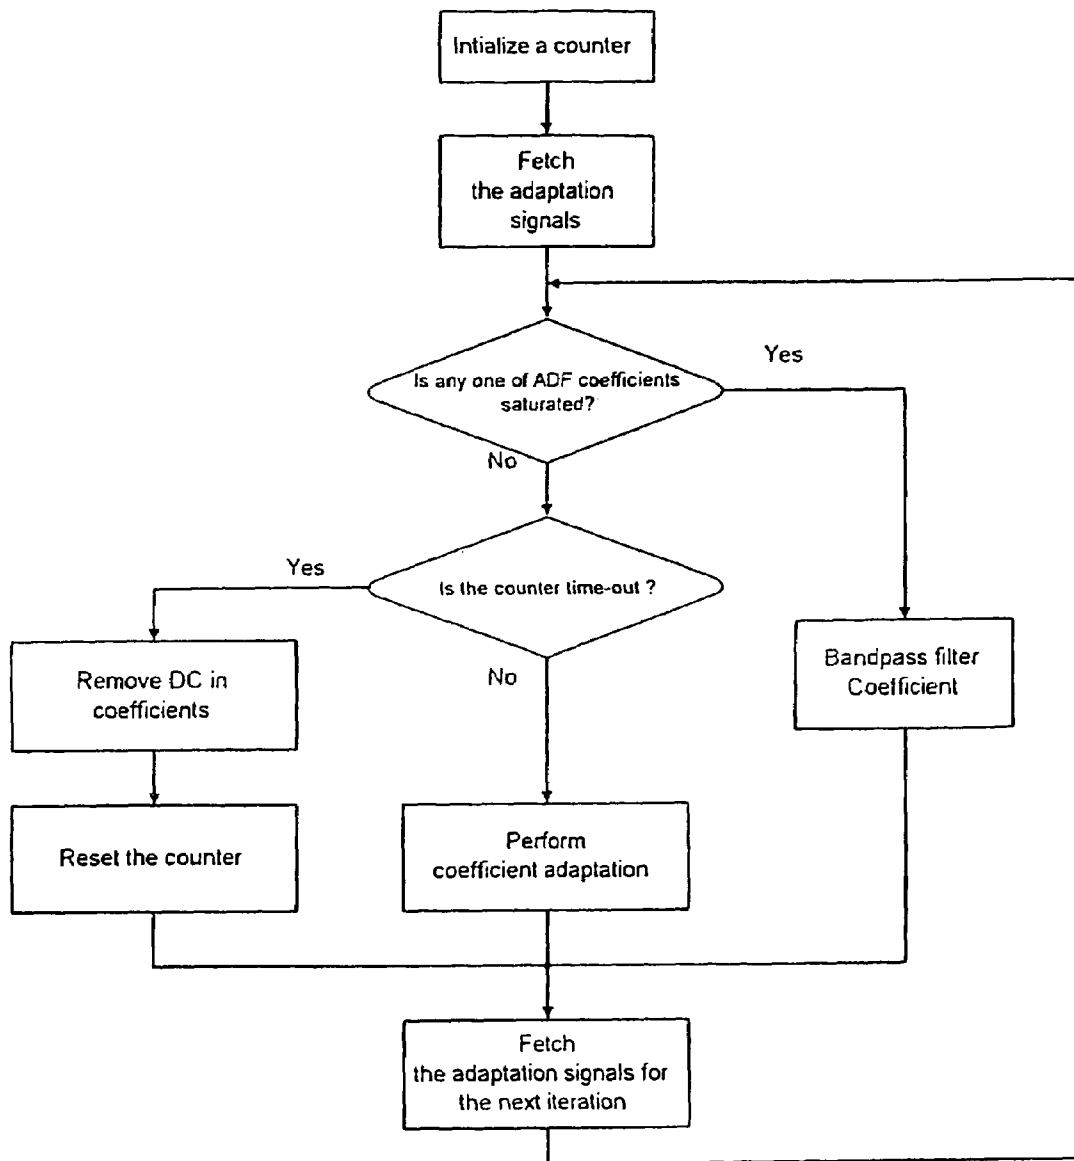 Intialize a counter
Fetch
the adaptation
signals
Yes
Is any one of ADF coefficients
saturated?
No
Yes
Is the counter time-out ?
No
Remove DC in
coefficients
Bandpass filter
Coefficient
Reset the counter
Perform
coefficient adaptation
Fetch
the adaptation signals for
the next iteration